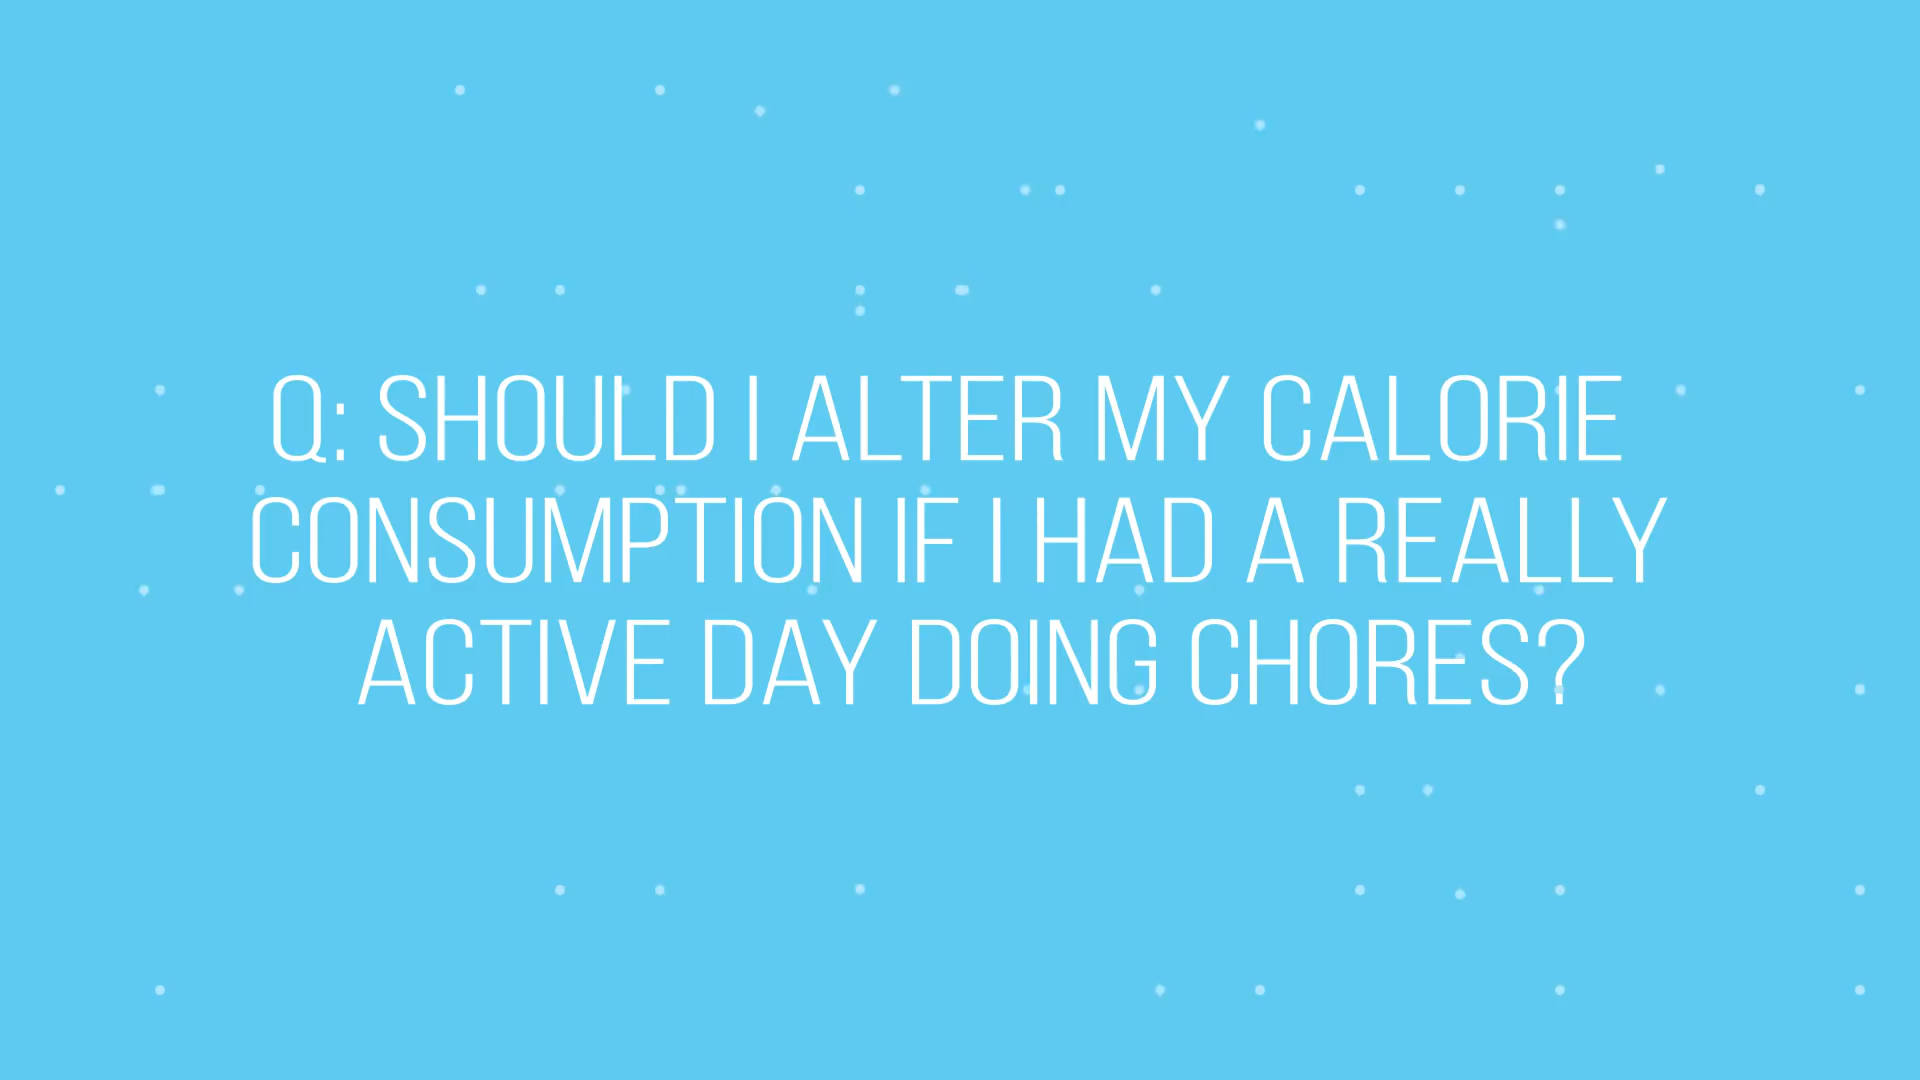 Q: SHOULD I ALTER MY CALORIE
CONSUMPTION IF I HAD A REALLY
ACTIVE DAY DOING CHORES?